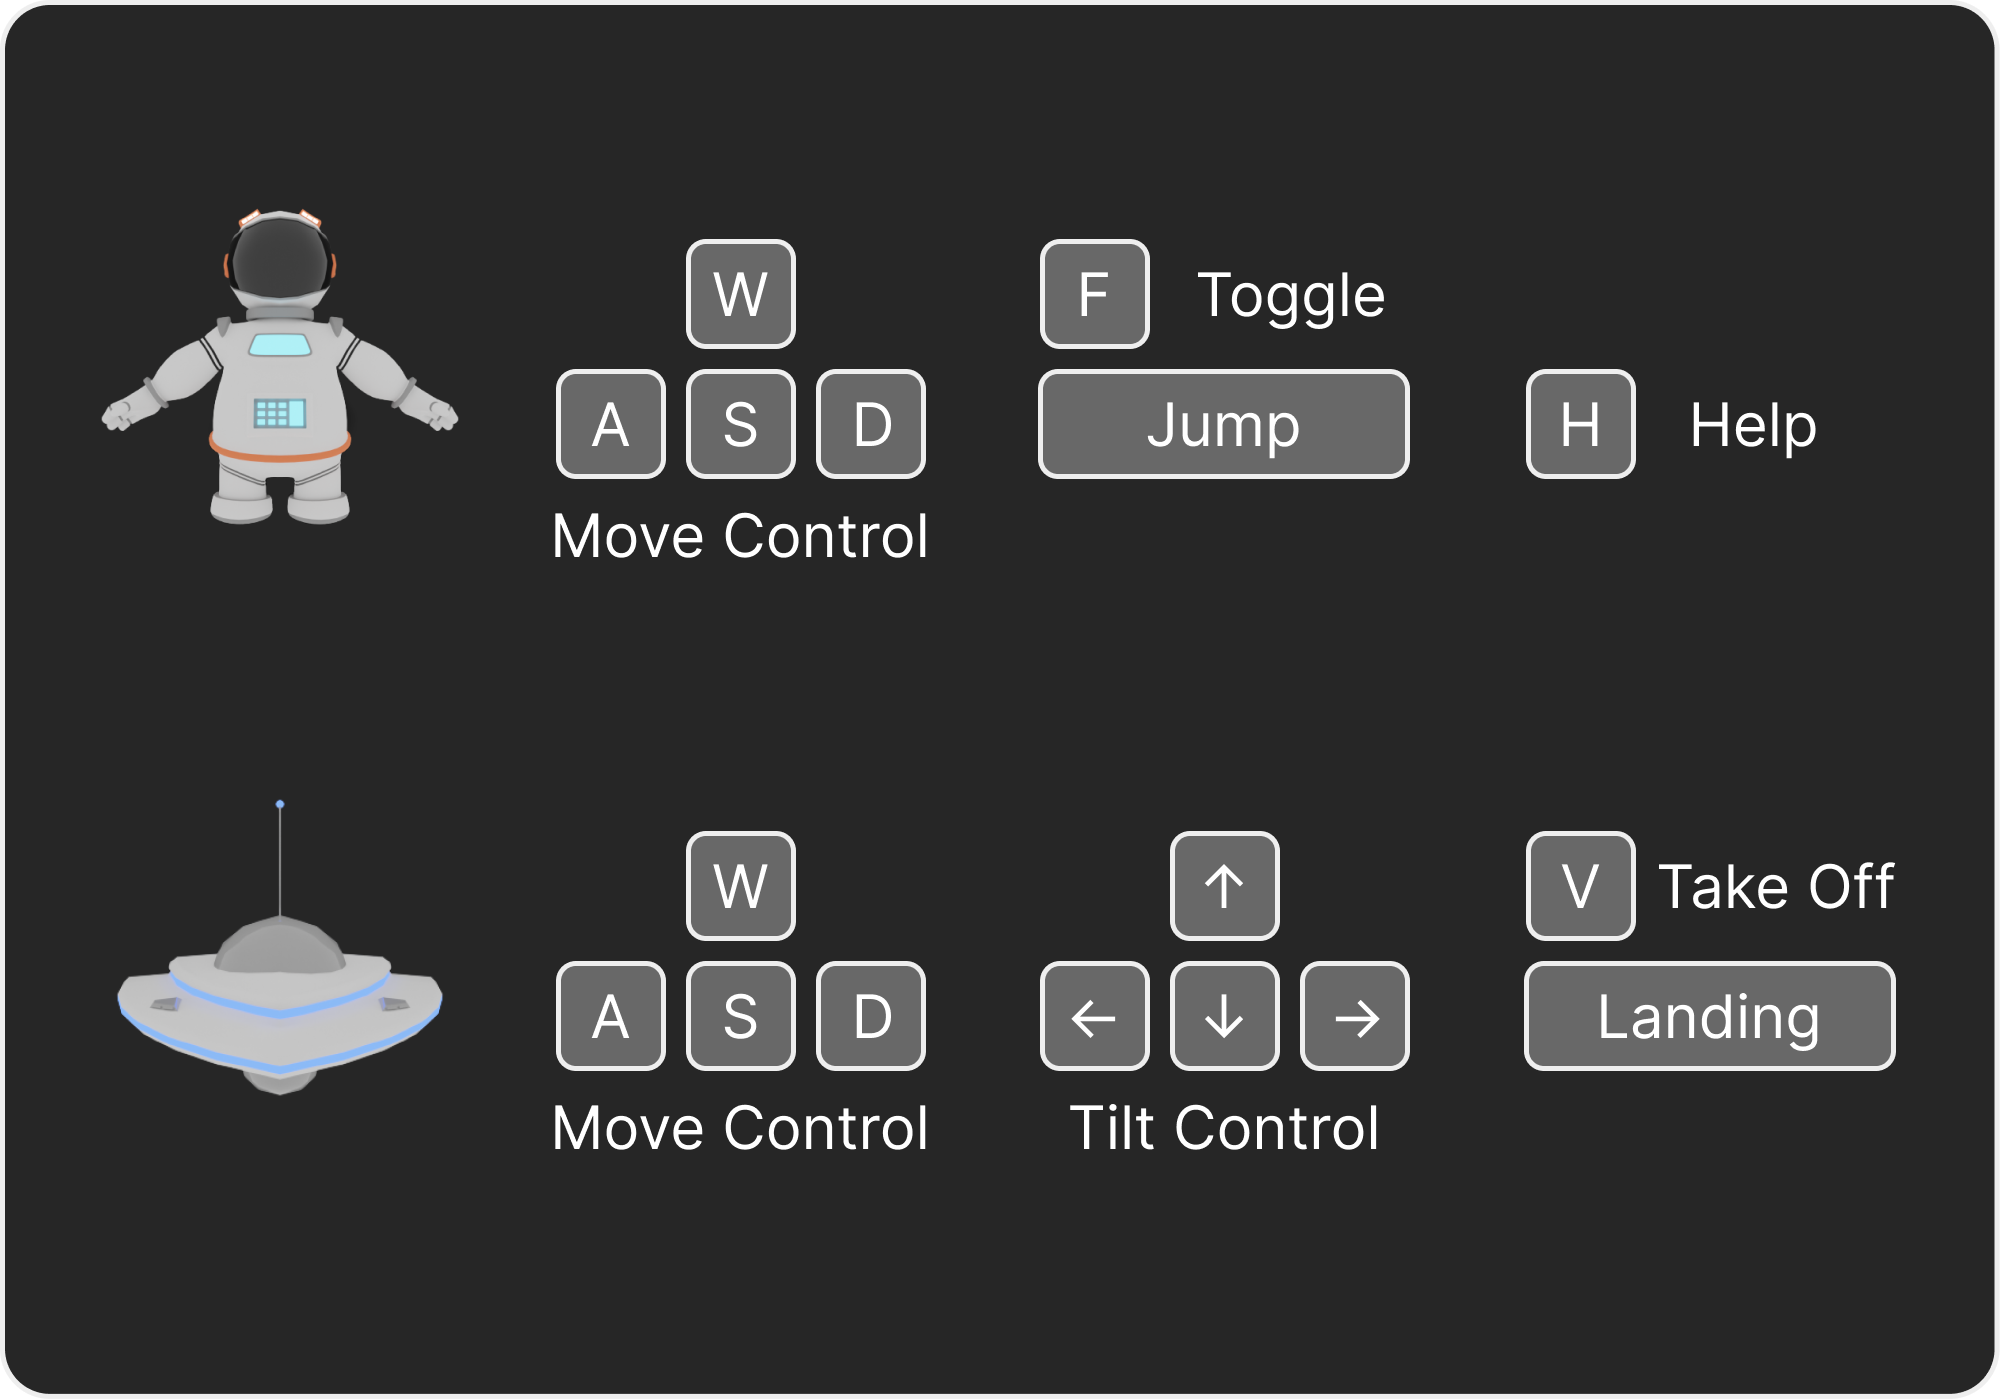 W
F Toggle
A S D Jump H Help
Move Control
W ↑ V Take Off
A S D ← ↓ → Landing
Move Control Tilt Control